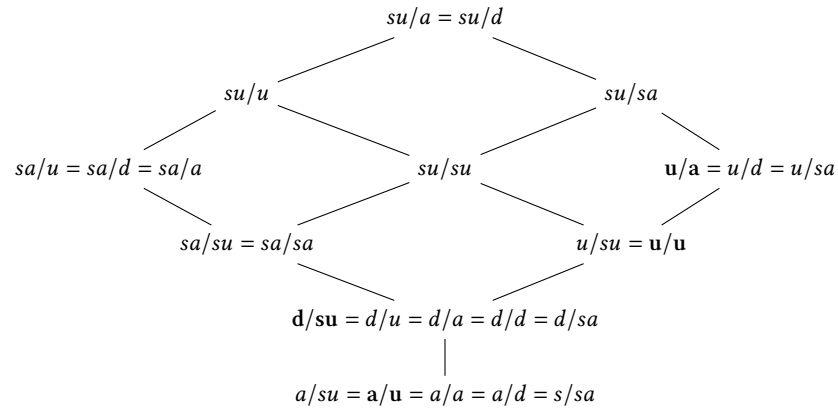 su/a = su/d
su/u su/sa
sa/u = sa/d = sa/a su/su u/a = u/d = u/sa
sa/su = sa/sa u/su = u/u
d/su = d/u = d/a = d/d = d/sa
a/su = a/u = a/a = a/d = s/sa